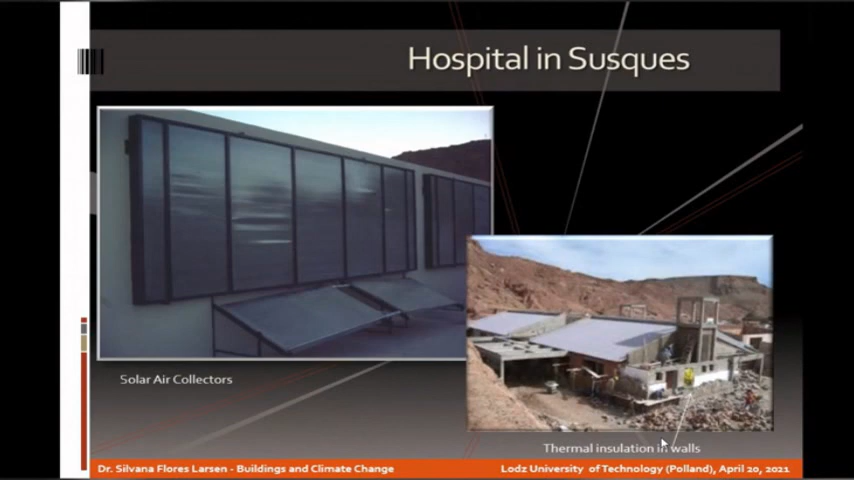 Hospital in Susques
Solar Air Collectors
Thermal insulation in walls
Dr. Silvana Flores Larsen - Buildings and Climate Change
Lodz University of Technology (Polland), April 20, 2021